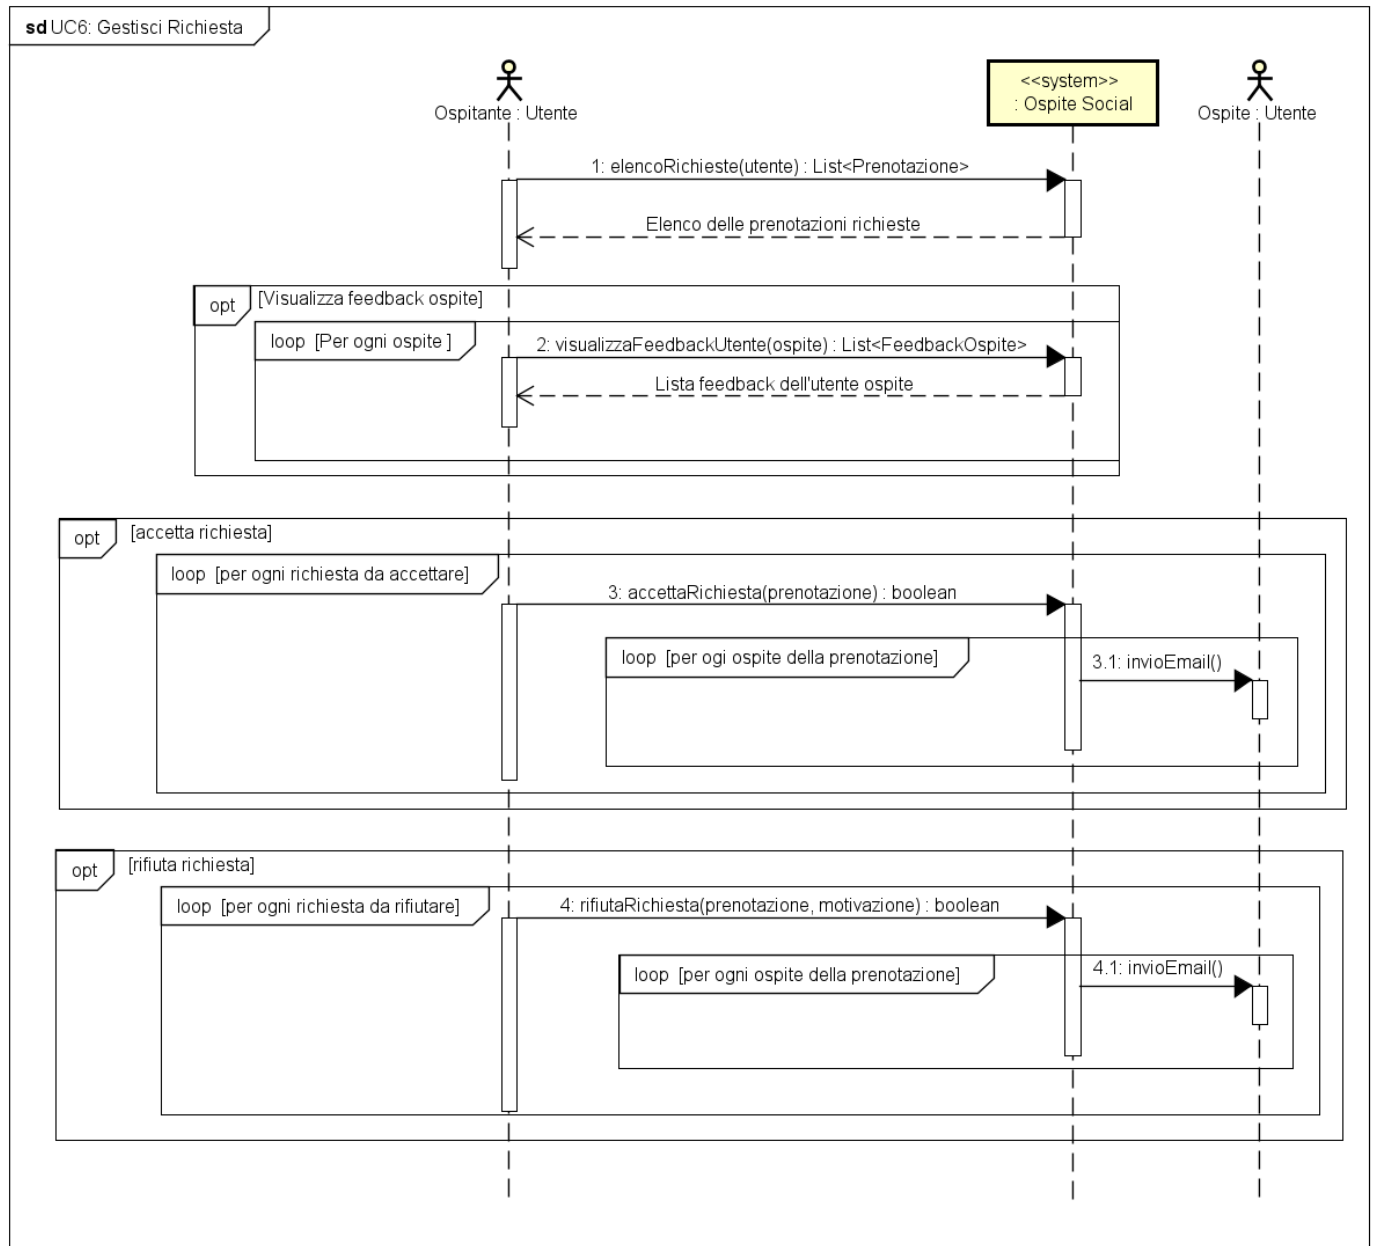 sd UC6: Gestisci Richiesta
<<system>>
: Ospite Social
Ospitante : Utente
Ospite : Utente
1: elencoRichieste(utente) : List<Prenotazione>
Elenco delle prenotazioni richieste
opt [Visualizza feedback ospite]
loop [Per ogni ospite ]
2: visualizzaFeedbackUtente(ospite) : List<FeedbackOspite>
Lista feedback dell'utente ospite
opt [accetta richiesta]
loop [per ogni richiesta da accettare]
3: accettaRichiesta(prenotazione) : boolean
loop [per ogi ospite della prenotazione]
3.1: invioEmail()
opt [rifiuta richiesta]
loop [per ogni richiesta da rifiutare]
4: rifiutaRichiesta(prenotazione, motivazione) : boolean
loop [per ogni ospite della prenotazione]
4.1: invioEmail()